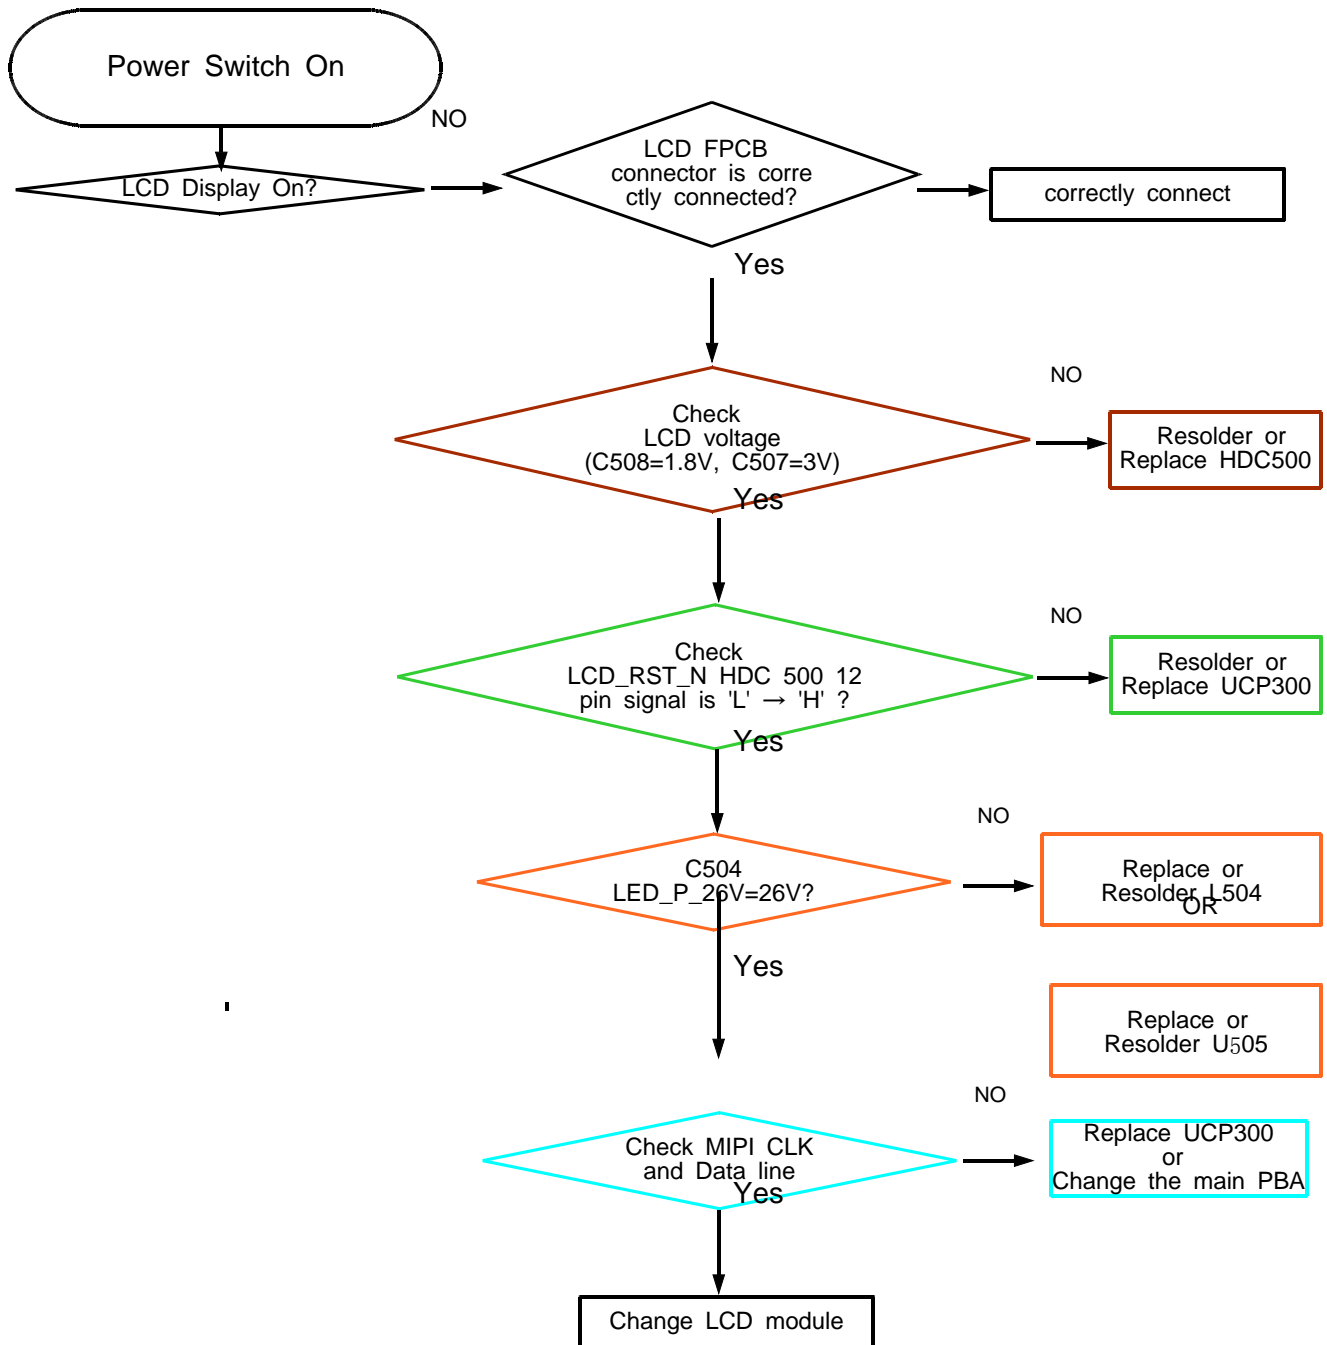 Power Switch On
NO
LCD Display On?
LCD FPCB
connector is corre
ctly connected?
correctly connect
Yes
NO
Check
LCD voltage
(C508=1.8V, C507=3V)
Yes
Resolder or
Replace HDC500
NO
Check
LCD_RST_N HDC 500 12
pin signal is 'L' → 'H' ?
Yes
Resolder or
Replace UCP300
NO
C504
LED_P_26V=26V?
Yes
Replace or
Resolder L504
OR
Replace or
Resolder U505
NO
Check MIPI CLK
and Data line
Yes
Replace UCP300
or
Change the main PBA
Change LCD module